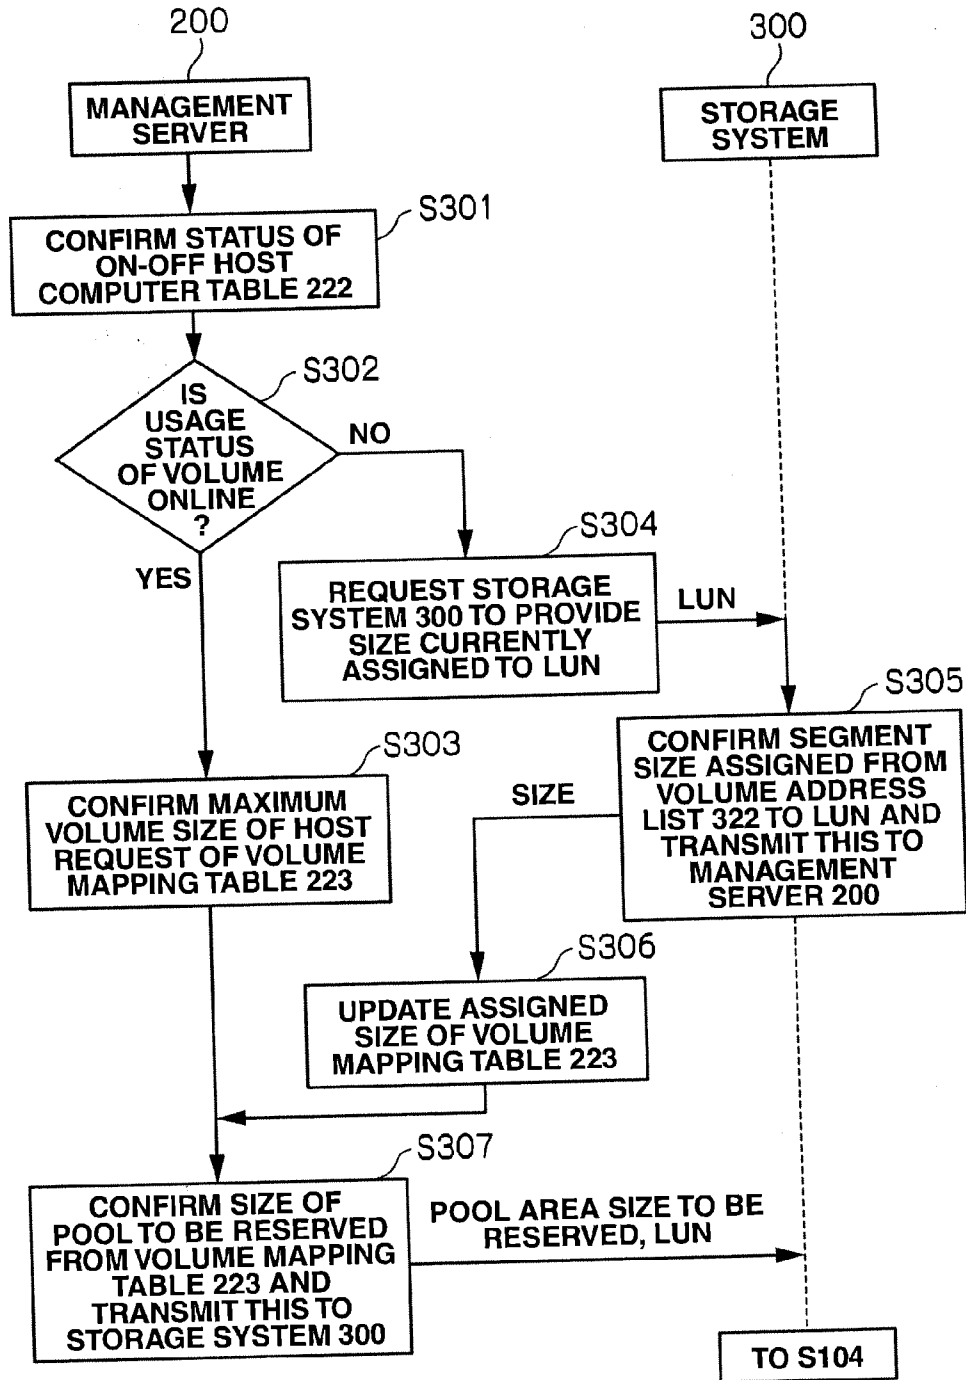 200
300
MANAGEMENT
SERVER
STORAGE
SYSTEM
S301
CONFIRM STATUS OF
ON-OFF HOST
COMPUTER TABLE 222
S302
IS
USAGE
STATUS
OF VOLUME
ONLINE
?
NO
YES
S304
REQUEST STORAGE
SYSTEM 300 TO PROVIDE
SIZE CURRENTLY
ASSIGNED TO LUN
LUN
S305
CONFIRM SEGMENT
SIZE ASSIGNED FROM
VOLUME ADDRESS
LIST 322 TO LUN AND
TRANSMIT THIS TO
MANAGEMENT
SERVER 200
S303
CONFIRM MAXIMUM
VOLUME SIZE OF HOST
REQUEST OF VOLUME
MAPPING TABLE 223
SIZE
S306
UPDATE ASSIGNED
SIZE OF VOLUME
MAPPING TABLE 223
S307
CONFIRM SIZE OF
POOL TO BE RESERVED
FROM VOLUME MAPPING
TABLE 223 AND
TRANSMIT THIS TO
STORAGE SYSTEM 300
POOL AREA SIZE TO BE
RESERVED, LUN
TO S104